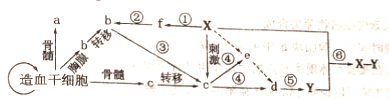 a b ② f ① X
骨髓 胸腺 转移 ③ 刺激 ④ e ⑥ X-Y
造血干细胞 骨髓 c 转移 c ④ d ⑤ Y